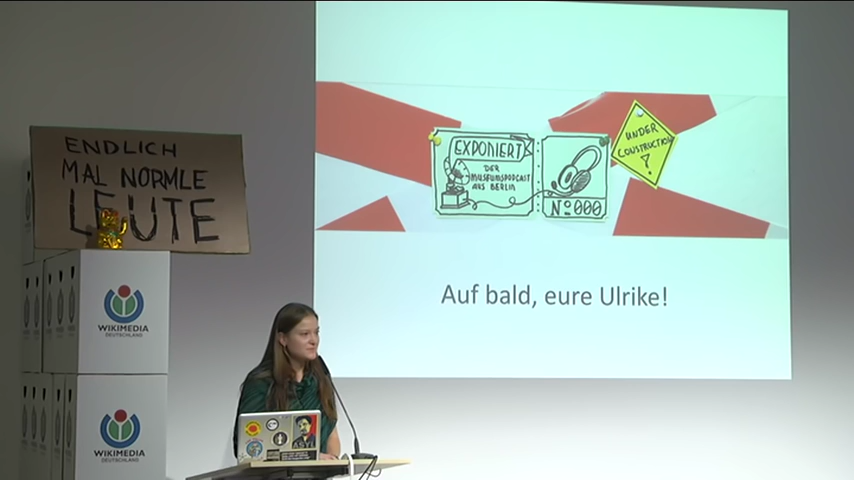 ENDLICH
MAL NORMLE
LEUTE
WIKIMEDIA
DEUTSCHLAND
WIKIMEDIA
DEUTSCHLAND
EXPONIERT
DER
MUSEUMSPODCAST
AUS BERLIN
Nº000
UNDER
CONSTRUCTION
!
Auf bald, eure Ulrike!